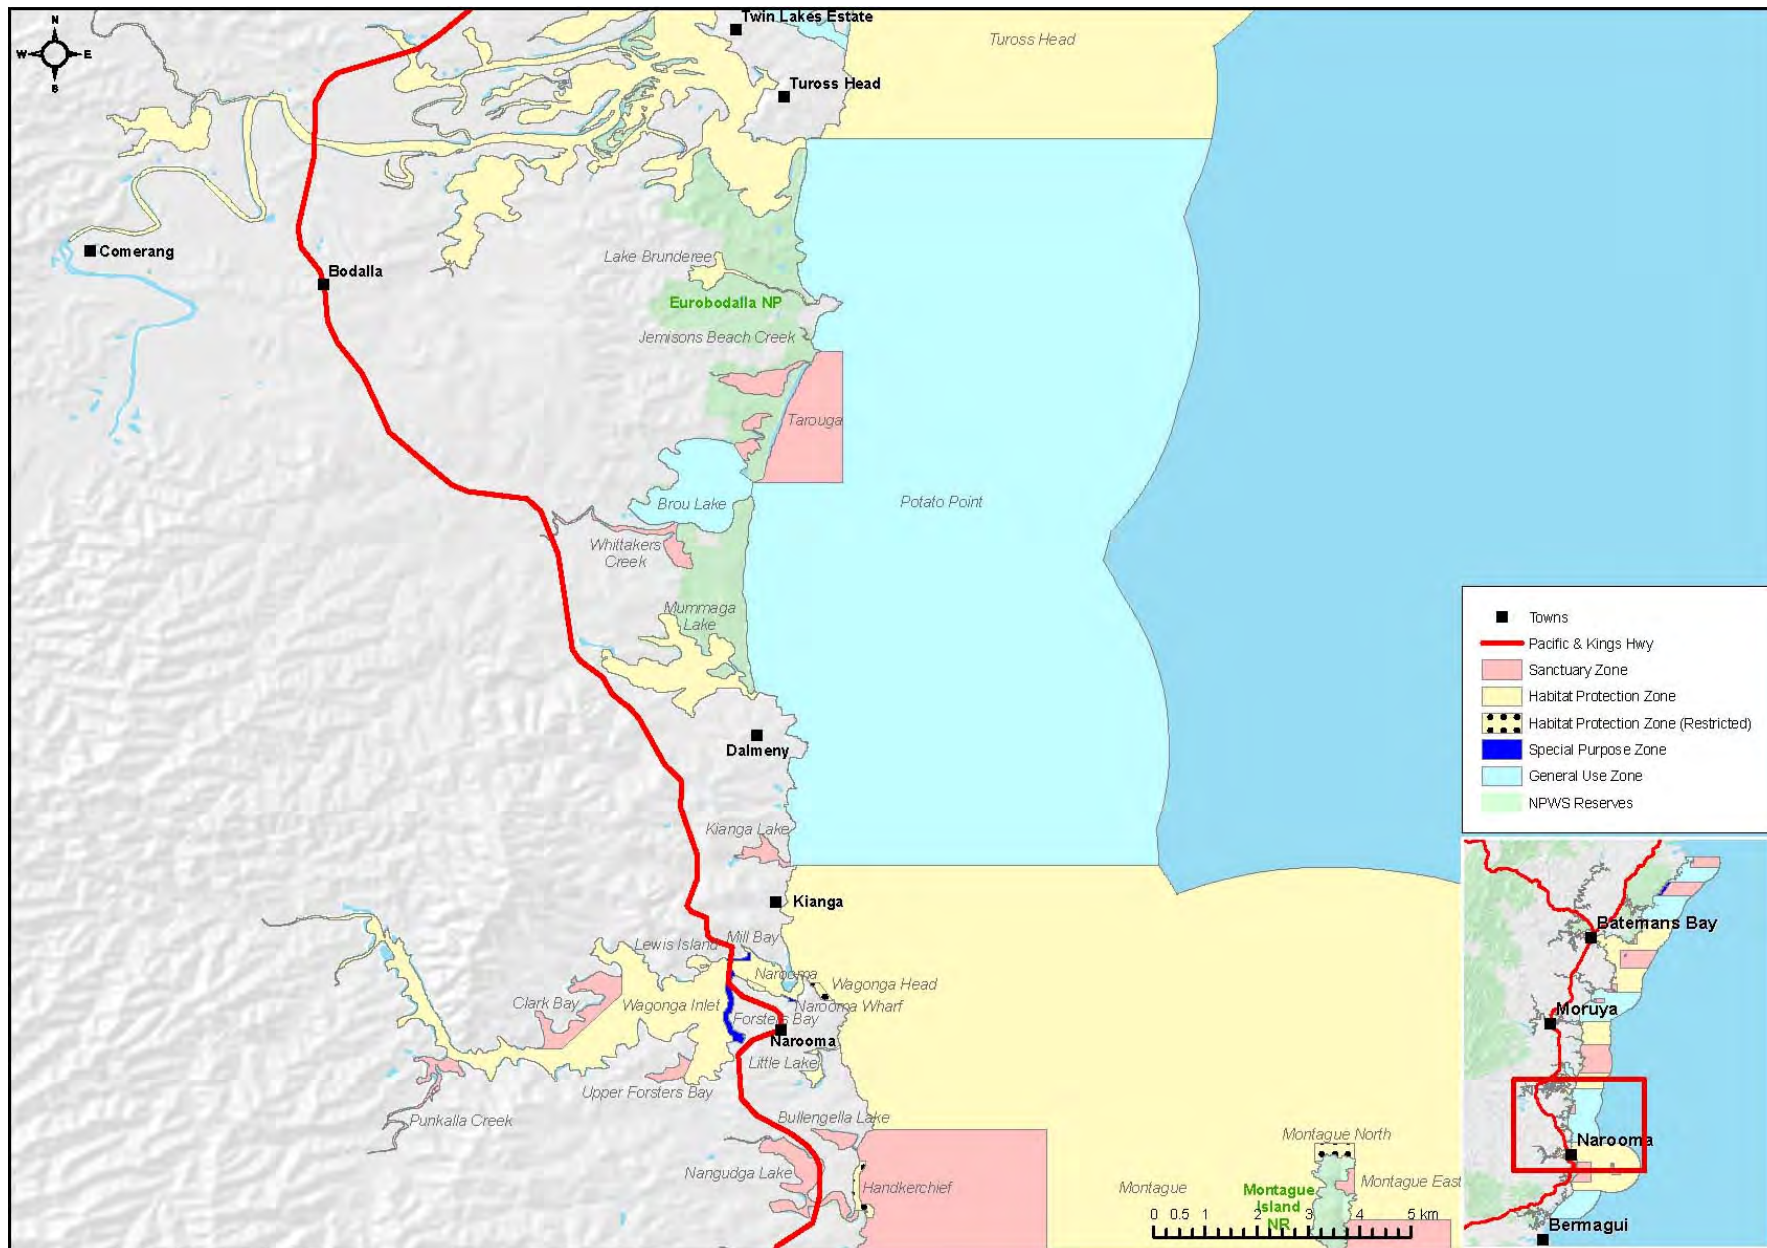 N
W
E
S
Twin Lakes Estate
Tuross Head
Tuross Head
Comerang
Bodalla
Lake Brunderee
Eurobodalla NP
Jemisons Beach Creek
Tarouga
Brou Lake
Potato Point
Whittakers
Creek
Mummaga
Lake
Dalmeny
Kianga Lake
Kianga
Mill Bay
Lewis Island
Narooma
Wagonga Head
Clark Bay
Wagonga Inlet
Narooma Wharf
Forsters Bay
Narooma
Little Lake
Upper Forsters Bay
Punkalla Creek
Bullengella Lake
Nangudga Lake
Handkerchief
Montague North
Montague
Montague East
Montague
Island
NR
0 0.5 1 2 3 4 5 km
Towns
Pacific & Kings Hwy
Sanctuary Zone
Habitat Protection Zone
Habitat Protection Zone (Restricted)
Special Purpose Zone
General Use Zone
NPWS Reserves
Batemans Bay
Moruya
Narooma
Bermagui